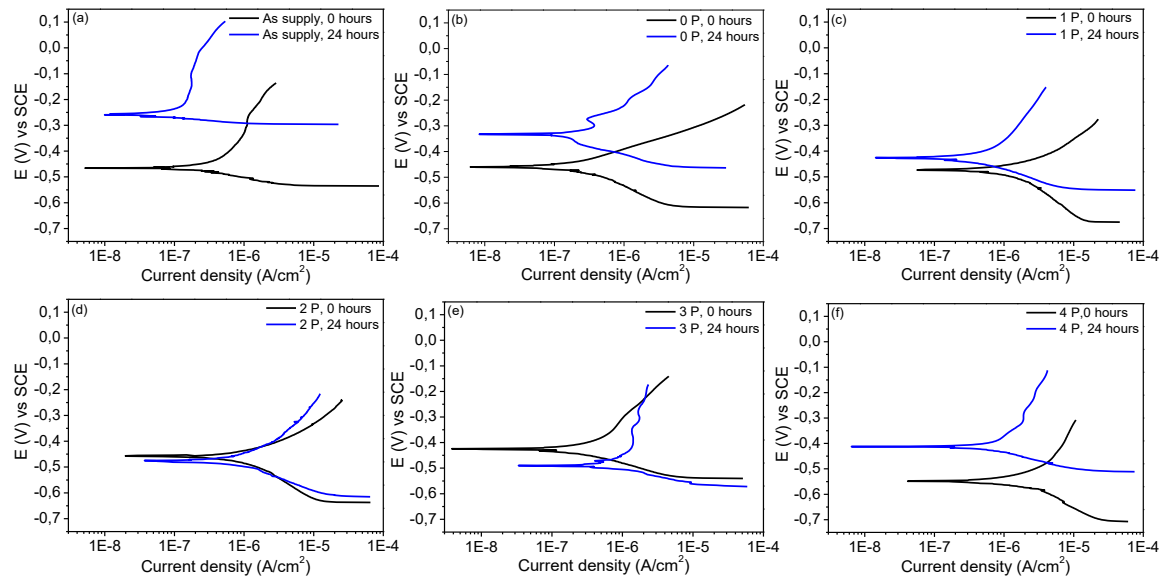 (a)
As supply, 0 hours
As supply, 24 hours
0,1
0,0
-0,1
-0,2
-0,3
-0,4
-0,5
-0,6
-0,7
E (V) vs SCE
1E-8 1E-7 1E-6 1E-5 1E-4
Current density (A/cm²)
(b)
0 P, 0 hours
0 P, 24 hours
0,1
0,0
-0,1
-0,2
-0,3
-0,4
-0,5
-0,6
-0,7
E (V) vs SCE
1E-8 1E-7 1E-6 1E-5 1E-4
Current density (A/cm²)
(c)
1 P, 0 hours
1 P, 24 hours
0,1
0,0
-0,1
-0,2
-0,3
-0,4
-0,5
-0,6
-0,7
E (V) vs SCE
1E-8 1E-7 1E-6 1E-5 1E-4
Current density (A/cm²)
(d)
2 P, 0 hours
2 P, 24 hours
0,1
0,0
-0,1
-0,2
-0,3
-0,4
-0,5
-0,6
-0,7
E (V) vs SCE
1E-8 1E-7 1E-6 1E-5 1E-4
Current density (A/cm²)
(e)
3 P, 0 hours
3 P, 24 hours
0,1
0,0
-0,1
-0,2
-0,3
-0,4
-0,5
-0,6
-0,7
E (V) vs SCE
1E-8 1E-7 1E-6 1E-5 1E-4
Current density (A/cm²)
(f)
4 P,0 hours
4 P, 24 hours
0,1
0,0
-0,1
-0,2
-0,3
-0,4
-0,5
-0,6
-0,7
E (V) vs SCE
1E-8 1E-7 1E-6 1E-5 1E-4
Current density (A/cm²)